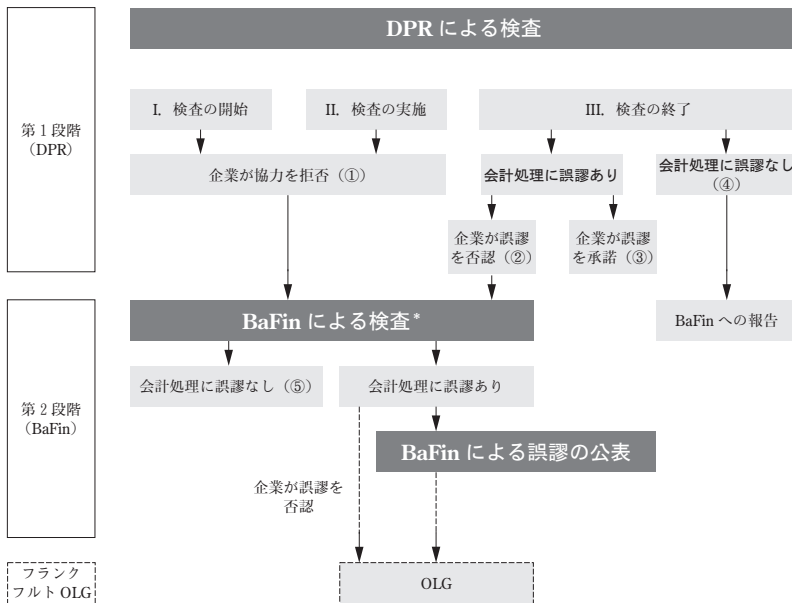 DPR による検査
第 1 段階
（DPR）
I. 検査の開始
II. 検査の実施
III. 検査の終了
企業が協力を拒否（①）
会計処理に誤謬あり
会計処理に誤謬なし
（④）
企業が誤謬
を否認（②）
企業が誤謬
を承諾（③）
第 2 段階
（BaFin）
BaFin による検査*
BaFin への報告
会計処理に誤謬なし（⑤）
会計処理に誤謬あり
BaFin による誤謬の公表
企業が誤謬を
否認
フランク
フルト OLG
OLG